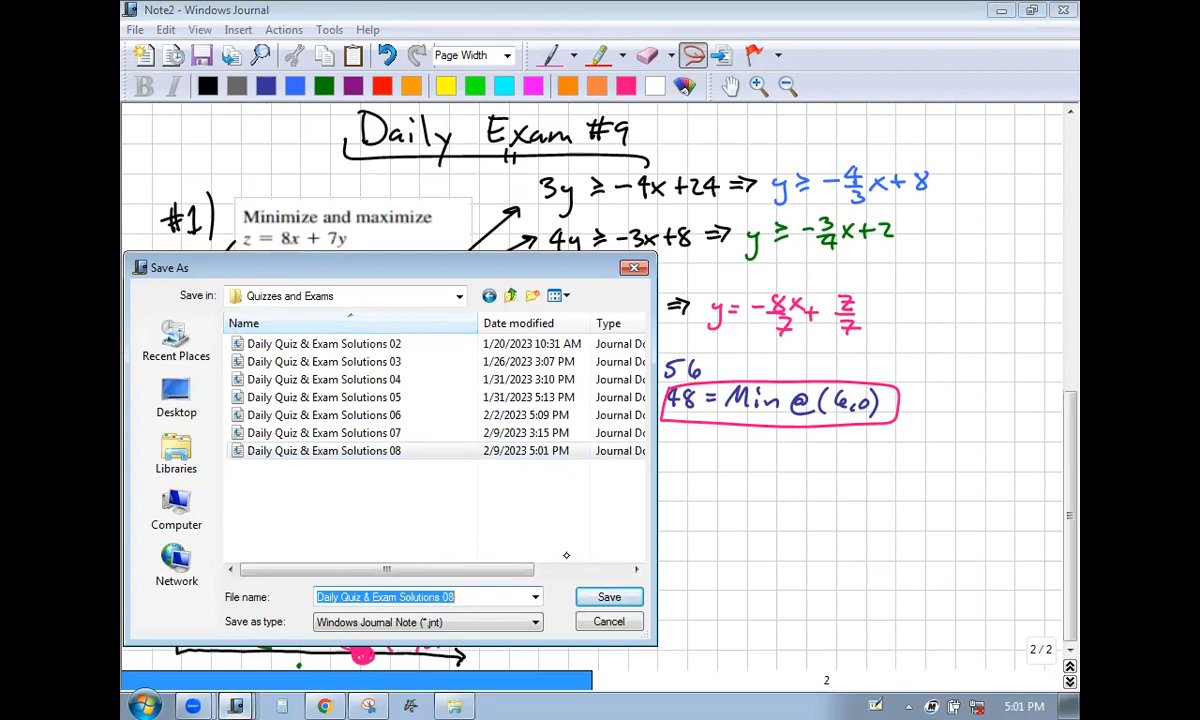 Note2 - Windows Journal
File Edit View Insert Actions Tools Help
Page Width
B I
Daily Exam #9
3y ≥ -4x +24 ⇒ y ≥ -4/3x + 8
#1)
Minimize and maximize
z = 8x + 7y
4y ≥ -3x+8 ⇒ y ≥ -3/4x+2
⇒ y = -8x/7 + z/7
56
48 = Min @ (6,0)
Save As
Save in: Quizzes and Exams
Name Date modified Type
Daily Quiz & Exam Solutions 02 1/20/2023 10:31 AM Journal Do
Daily Quiz & Exam Solutions 03 1/26/2023 3:07 PM Journal Do
Daily Quiz & Exam Solutions 04 1/31/2023 3:10 PM Journal Do
Daily Quiz & Exam Solutions 05 1/31/2023 5:13 PM Journal Do
Daily Quiz & Exam Solutions 06 2/2/2023 5:09 PM Journal Do
Daily Quiz & Exam Solutions 07 2/9/2023 3:15 PM Journal Do
Daily Quiz & Exam Solutions 08 2/9/2023 5:01 PM Journal Do
Recent Places
Desktop
Libraries
Computer
Network
File name: Daily Quiz & Exam Solutions 08 Save
Save as type: Windows Journal Note (*.jnt) Cancel
2 / 2
2
5:01 PM